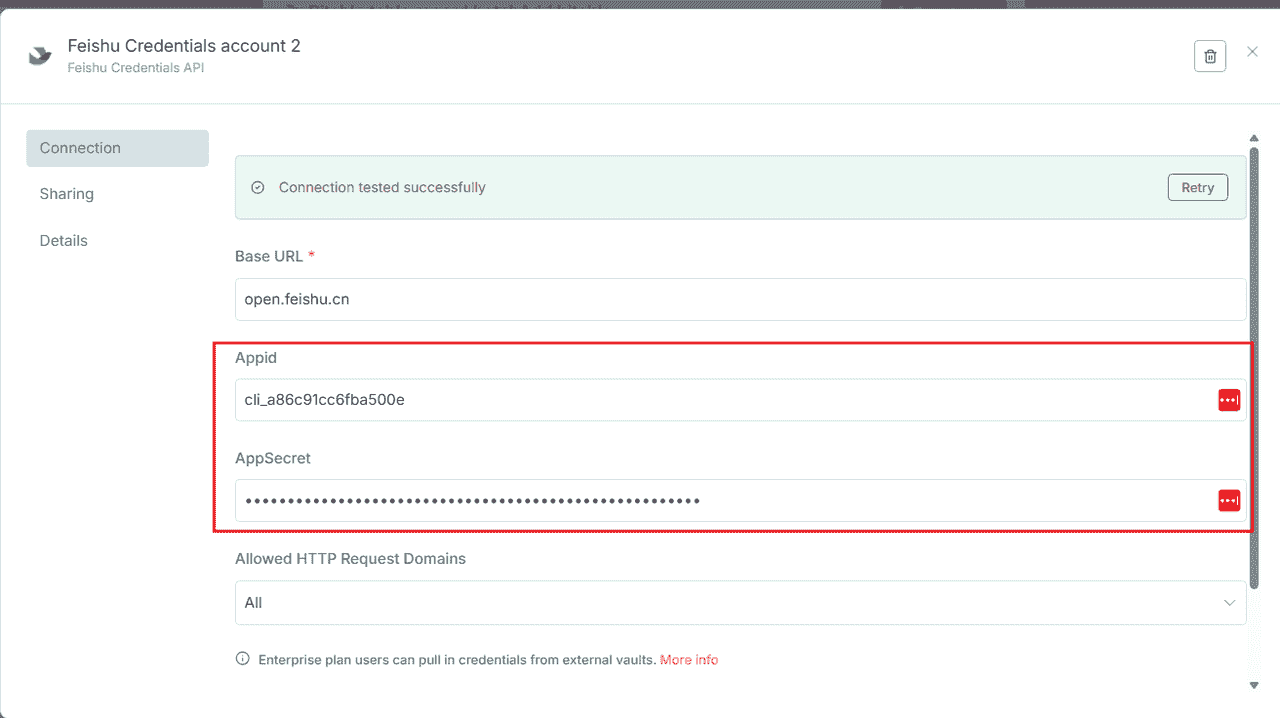 Feishu Credentials account 2
Feishu Credentials API
Connection
Sharing
Details
Connection tested successfully
Retry
Base URL *
open.feishu.cn
Appid
cli_a86c91cc6fba500e
AppSecret
••••••••••••••••••••••••••••••••••••••••••••••••••••••
Allowed HTTP Request Domains
All
Enterprise plan users can pull in credentials from external vaults. More info